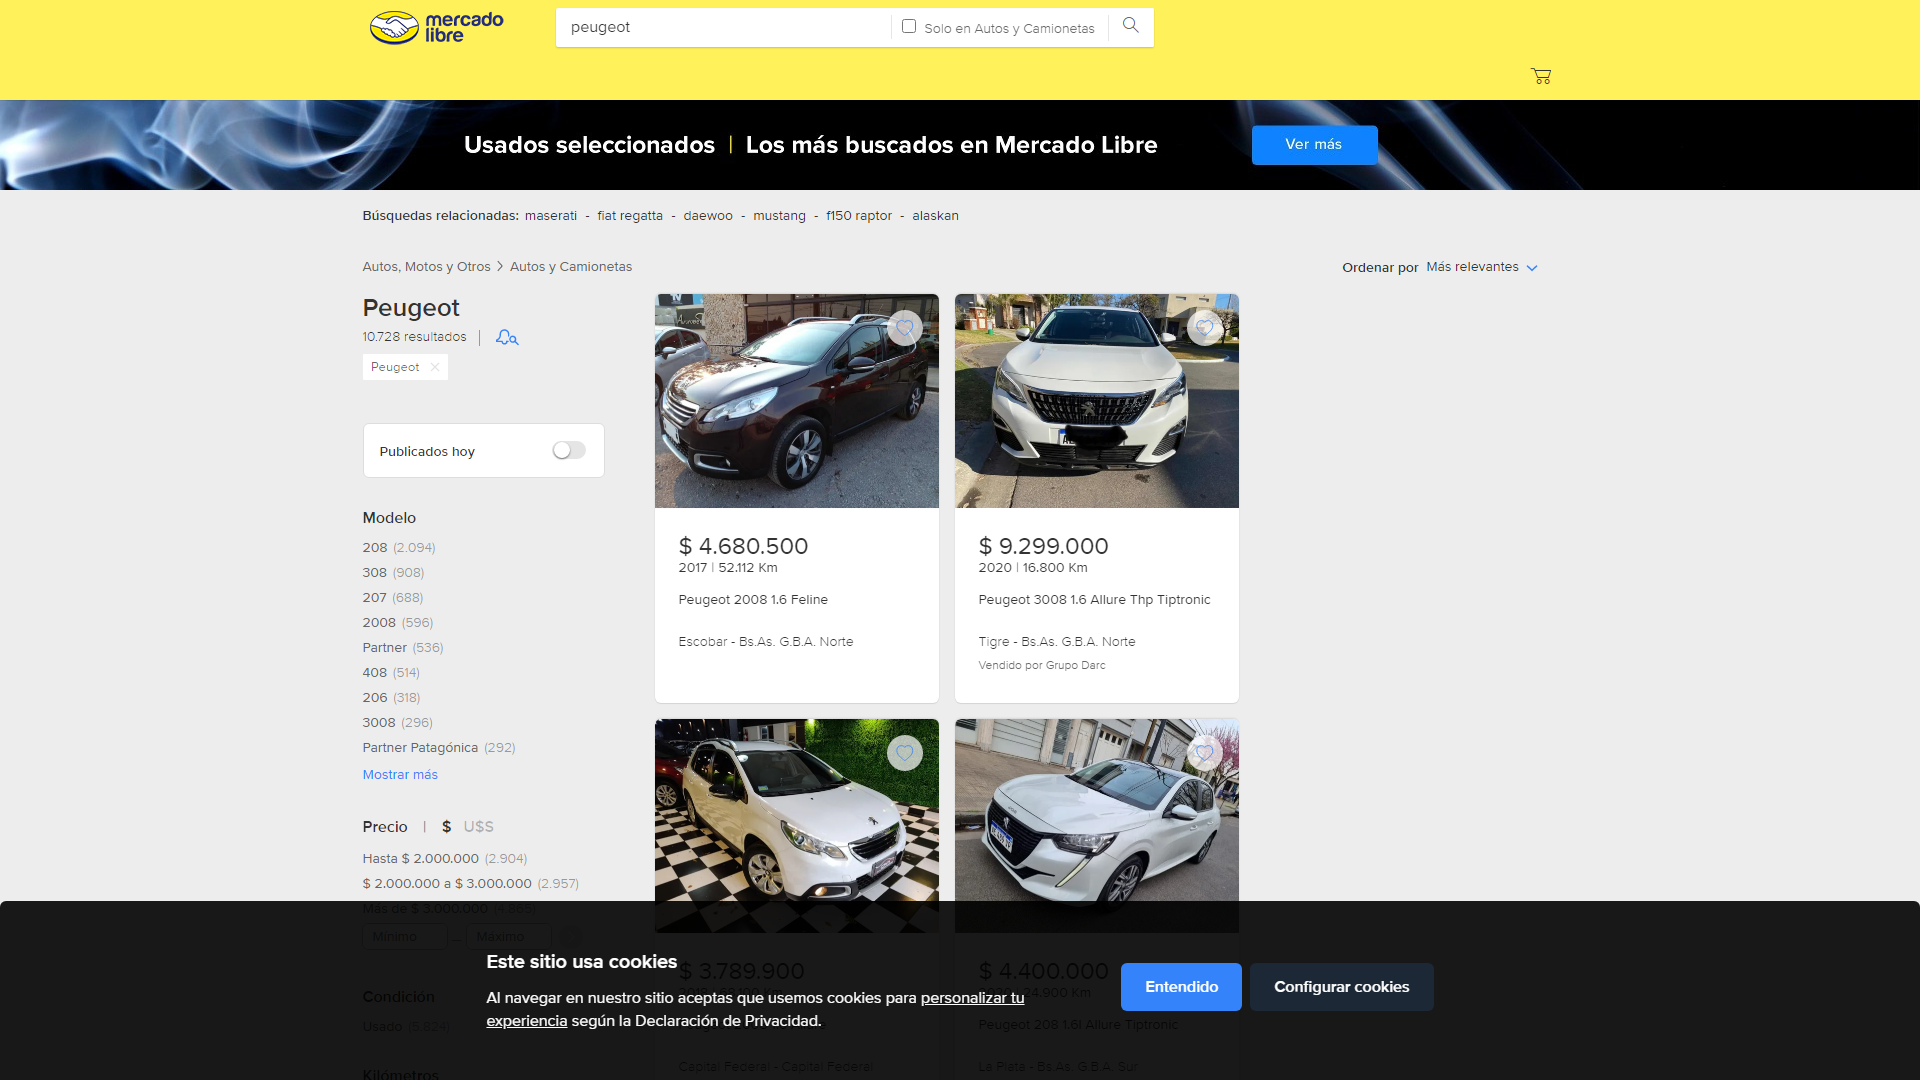 mercado
libre
peugeot
Solo en Autos y Camionetas
Usados seleccionados | Los más buscados en Mercado Libre
Ver más
Búsquedas relacionadas: maserati - fiat regatta - daewoo - mustang - f150 raptor - alaskan
Autos, Motos y Otros > Autos y Camionetas
Ordenar por Más relevantes
Peugeot
10.728 resultados
Peugeot
Publicados hoy
Modelo
208 (2.094)
308 (908)
207 (688)
2008 (596)
Partner (536)
408 (514)
206 (318)
3008 (296)
Partner Patagónica (292)
Mostrar más
Precio | $ U$S
Hasta $ 2.000.000 (2.904)
$ 2.000.000 a $ 3.000.000 (2.957)
Más de $ 3.000.000 (4.865)
Mínimo
Máximo
Condición
Usado (5.824)
Kilómetros
$ 4.680.500
2017 | 52.112 Km
Peugeot 2008 1.6 Feline
Escobar - Bs.As. G.B.A. Norte
$ 9.299.000
2020 | 16.800 Km
Peugeot 3008 1.6 Allure Thp Tiptronic
Tigre - Bs.As. G.B.A. Norte
Vendido por Grupo Darc
$ 3.789.900
Capital Federal - Capital Federal
$ 4.400.000
24.900 Km
Peugeot 208 1.6l Allure Tiptronic
La Plata - Bs.As. G.B.A. Sur
Este sitio usa cookies
Al navegar en nuestro sitio aceptas que usemos cookies para personalizar tu
experiencia según la Declaración de Privacidad.
Entendido
Configurar cookies